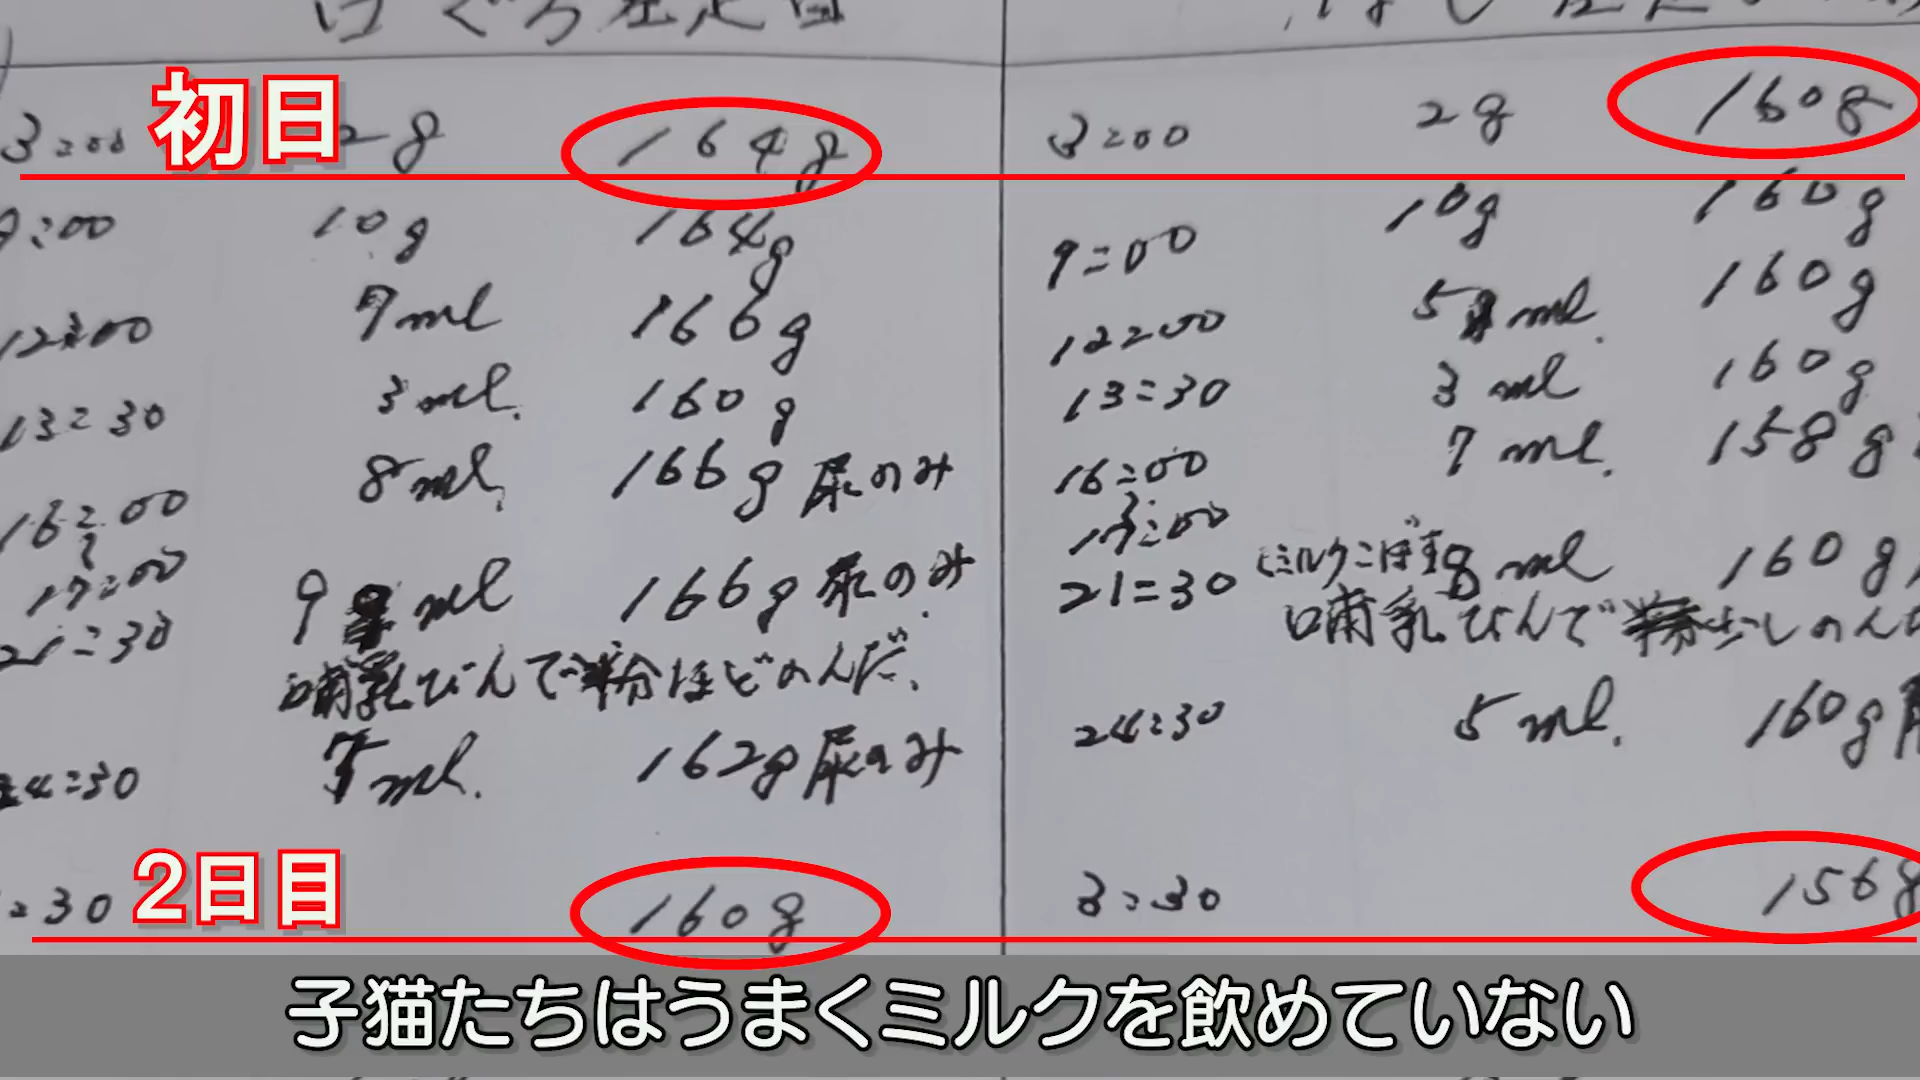 初日
3:00 2g 164g
9:00 10g 164g
12:00 7ml 166g
13:30 3ml. 160g
16:00 8ml. 166g 尿のみ
17:00
21:30 9 ml 166g 尿のみ.
哺乳びんで半分ほどのんだ.
24:30 7ml. 162g 尿のみ
:30 2日目 160g
3:00 2g 160g
9:00 10g 160g
12:00 5 ml. 160g
13:30 3ml 160g
16:00 7ml. 158g
17:00
21:30 (ミルクこぼす 8ml 160g
哺乳びんで 少しのんだ
24:30 5ml. 160g
3:30 156g
子猫たちはうまくミルクを飲めていない